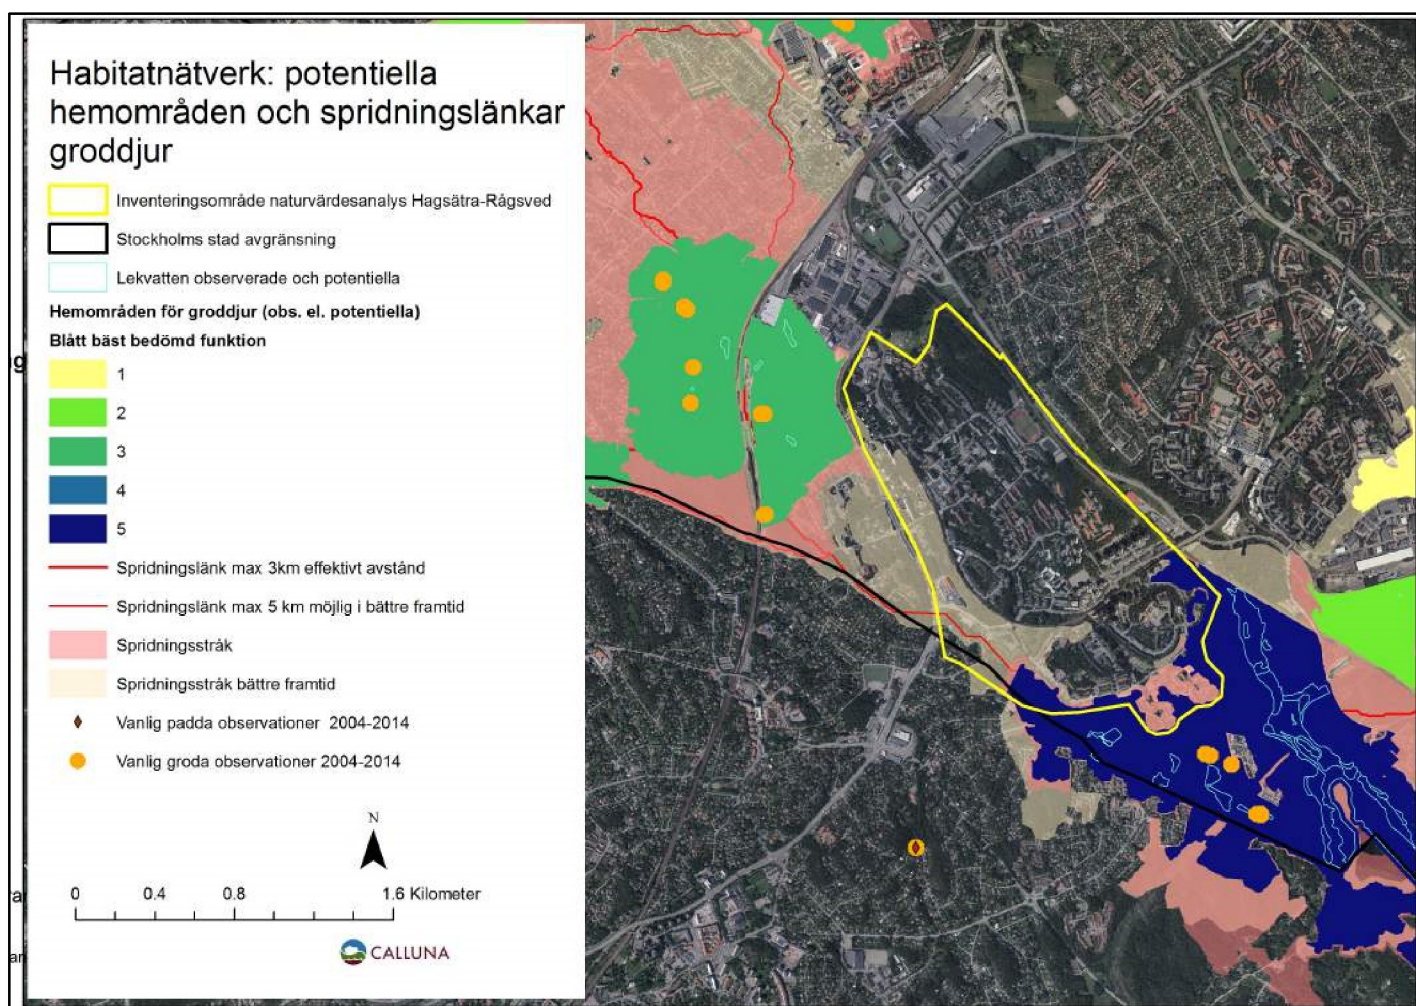 Habitatnätverk: potentiella
hemområden och spridningslänkar
groddjur
Inventeringsområde naturvärdesanalys Hagsätra-Rågsved
Stockholms stad avgränsning
Lekvatten observerade och potentiella
Hemområden för groddjur (obs. el. potentiella)
Blått bäst bedömd funktion
1
2
3
4
5
Spridningslänk max 3km effektivt avstånd
Spridningslänk max 5 km möjlig i bättre framtid
Spridningsstråk
Spridningsstråk bättre framtid
Vanlig padda observationer 2004-2014
Vanlig groda observationer 2004-2014
N
0 0.4 0.8 1.6 Kilometer
CALLUNA